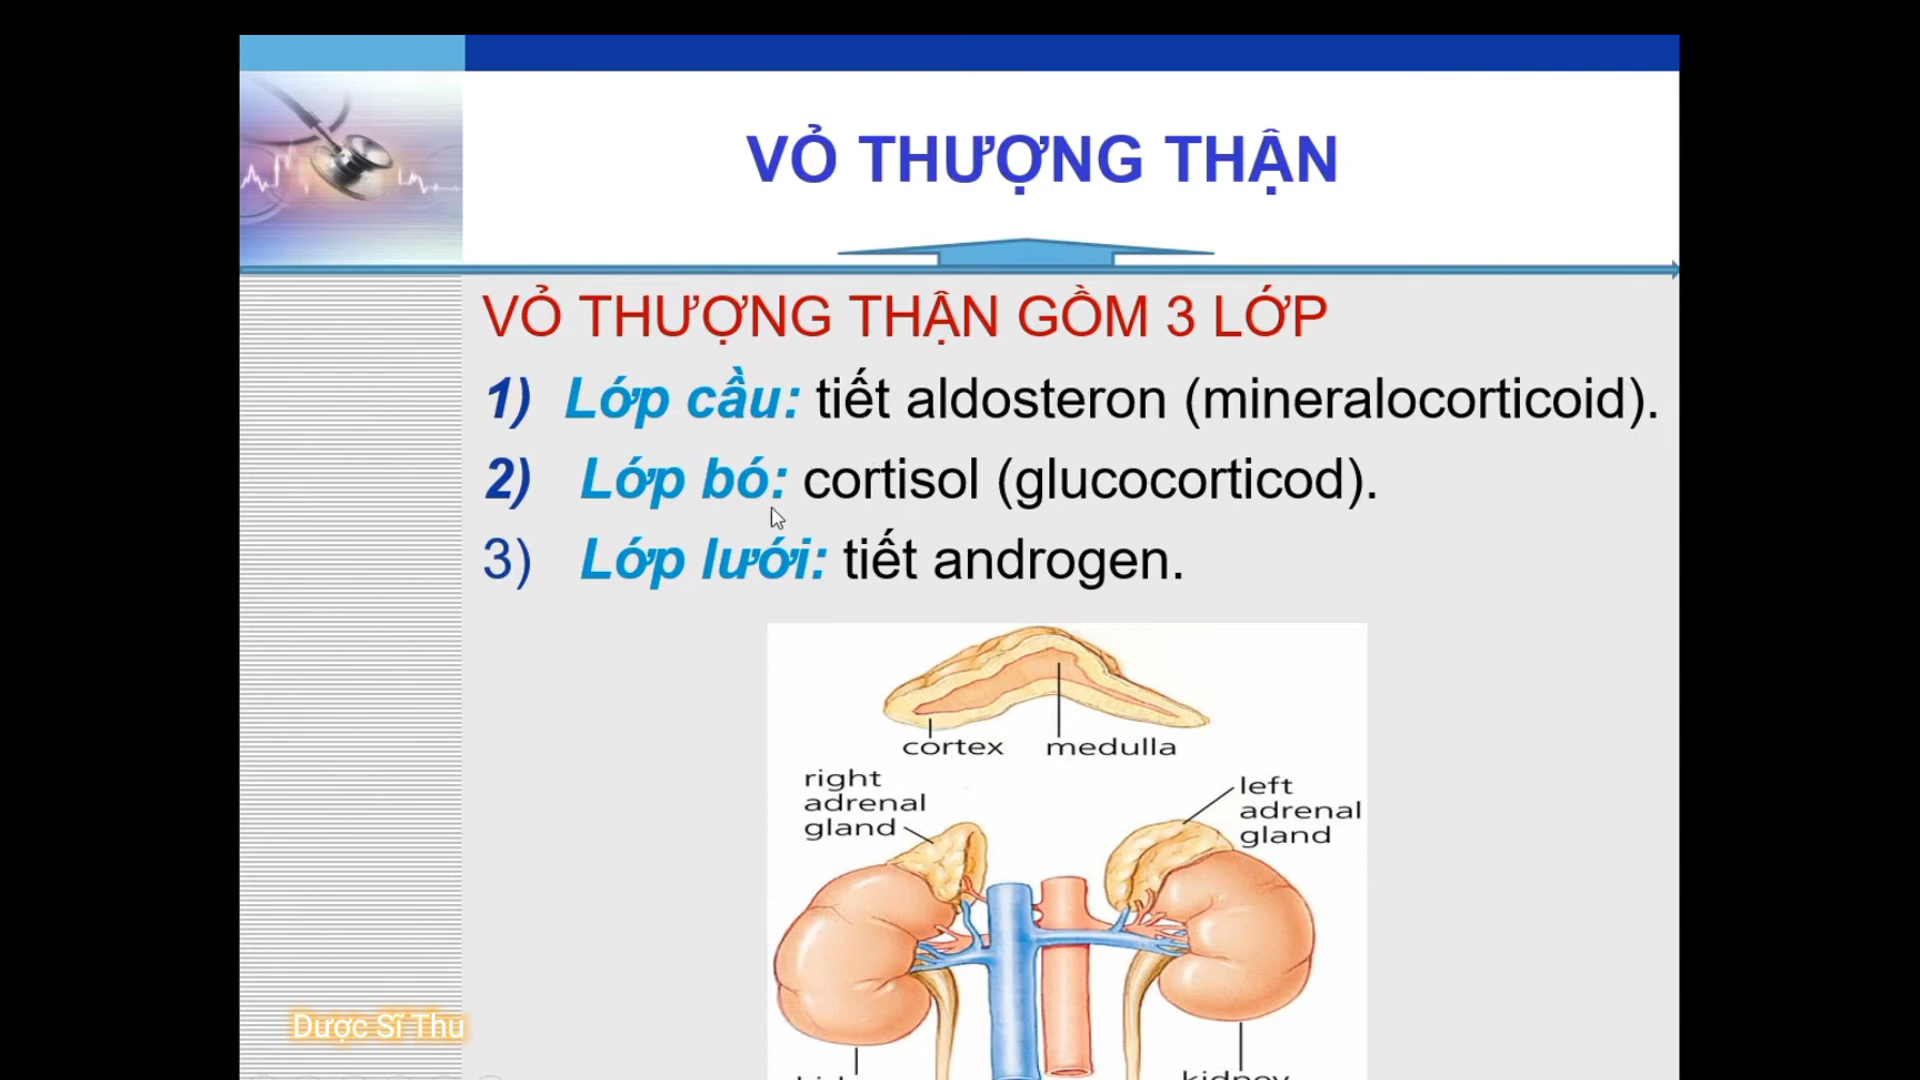 VỎ THƯỢNG THẬN
VỎ THƯỢNG THẬN GỒM 3 LỚP
1) Lớp cầu: tiết aldosteron (mineralocorticoid).
2) Lớp bó: cortisol (glucocorticod).
3) Lớp lưới: tiết androgen.
cortex medulla
right
adrenal
gland
left
adrenal
gland
kidney
Dược Sĩ Thu